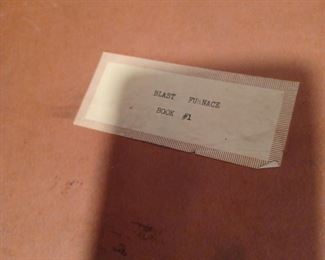 BLAST FURNACE
BOOK #1